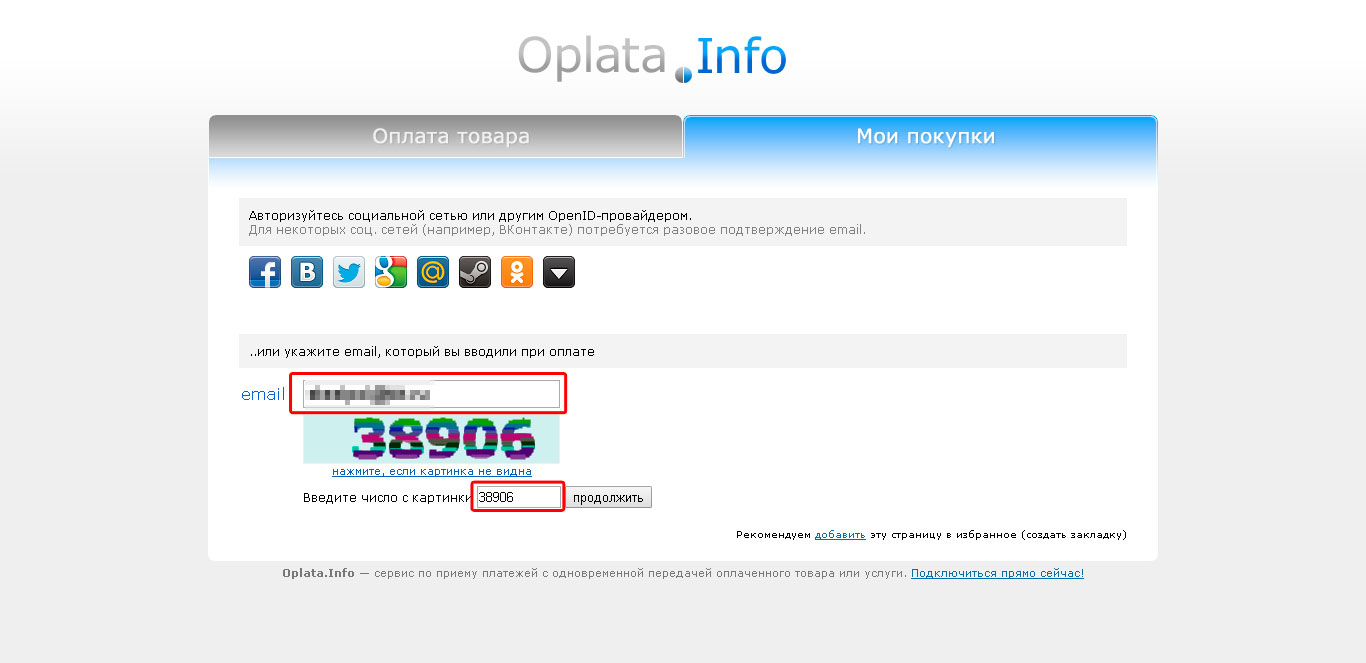 Oplata.Info
Оплата товара
Мои покупки
Авторизуйтесь социальной сетью или другим OpenID-провайдером.
Для некоторых соц. сетей (например, ВКонтакте) потребуется разовое подтверждение email.
..или укажите email, который вы вводили при оплате
email
38906
нажмите, если картинка не видна
Введите число с картинки 38906 продолжить
Рекомендуем добавить эту страницу в избранное (создать закладку)
Oplata.Info — сервис по приему платежей с одновременной передачей оплаченного товара или услуги. Подключиться прямо сейчас!